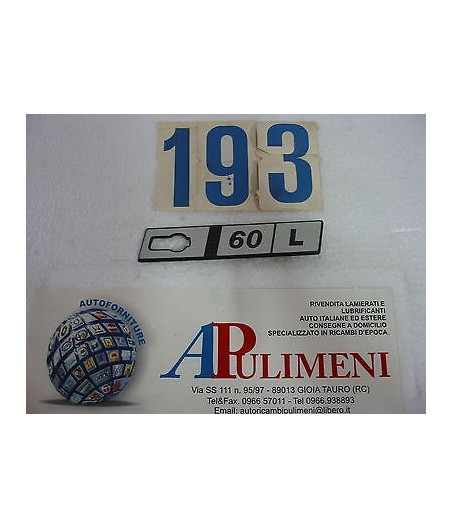 193
60 L
AUTOFORNITURE
RIVENDITA LAMIERATI E
LUBRIFICANTI
AUTO ITALIANE ED ESTERE
CONSEGNE A DOMICILIO
SPECIALIZZATO IN RICAMBI D'EPOCA
APULIMENI
Via SS 111 n. 95/97 - 89013 GIOIA TAURO (RC)
Tel&Fax. 0966 57011 - Tel 0966.938893
Email: autoricambipulimeni@libero.it